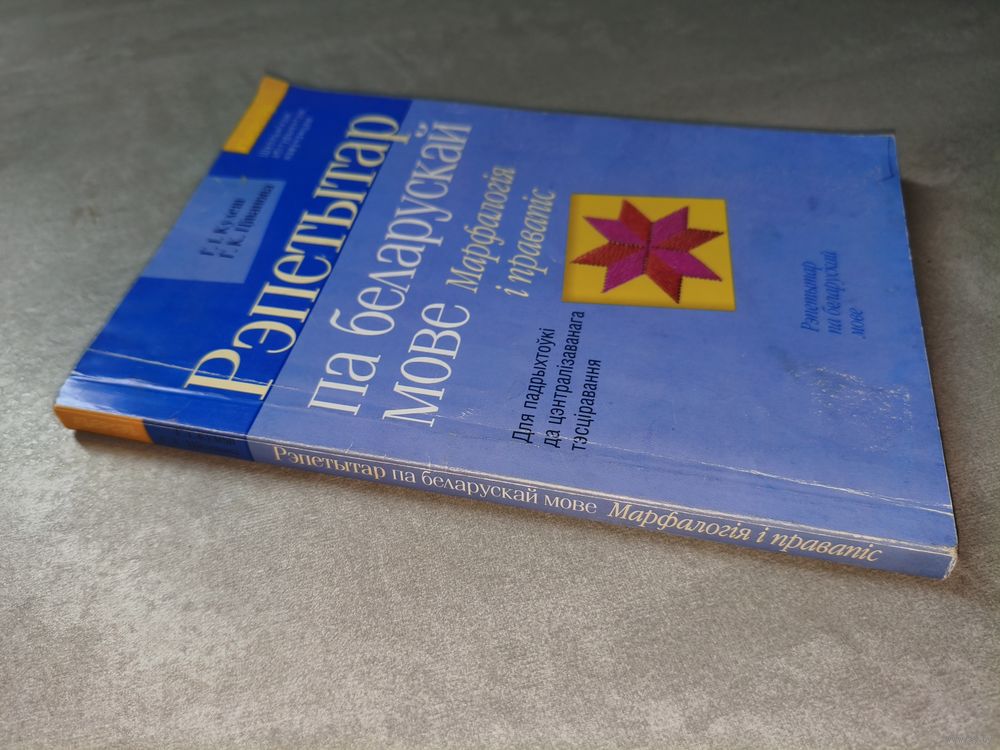 Г. І. Кулеш
Рэпетытар
па беларускай
мове
Марфалогія
і правапіс
Для падрыхтоўкі
да цэнтралізаванага
тэсціравання
Рэпетытар
па беларускай
мове
Рэпетытар па беларускай мове Марфалогія і правапіс